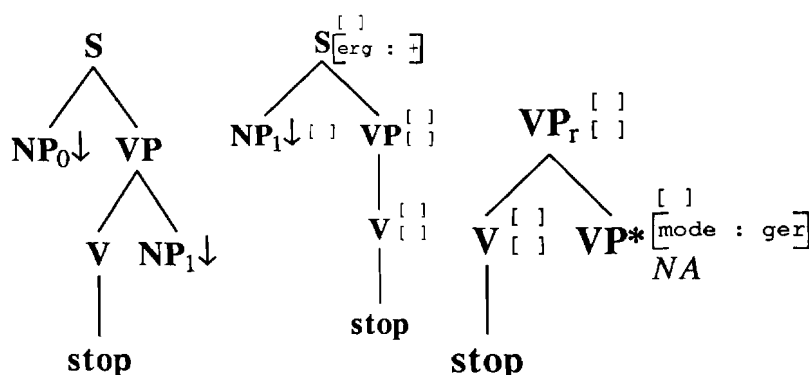 S
NP₀↓ VP
V NP₁↓
stop
S [ ]
[erg : +]
NP₁↓ [ ] VP [ ]
[ ]
V [ ]
[ ]
stop
VPᵣ [ ]
[ ]
V [ ]
[ ]
VP* [ ]
[mode : ger]
NA
stop